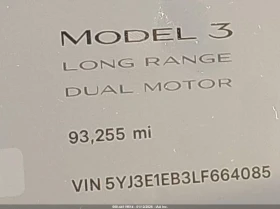 MODEL 3
LONG RANGE
DUAL MOTOR
93,255 mi
VIN 5YJ3E1EB3LF664085